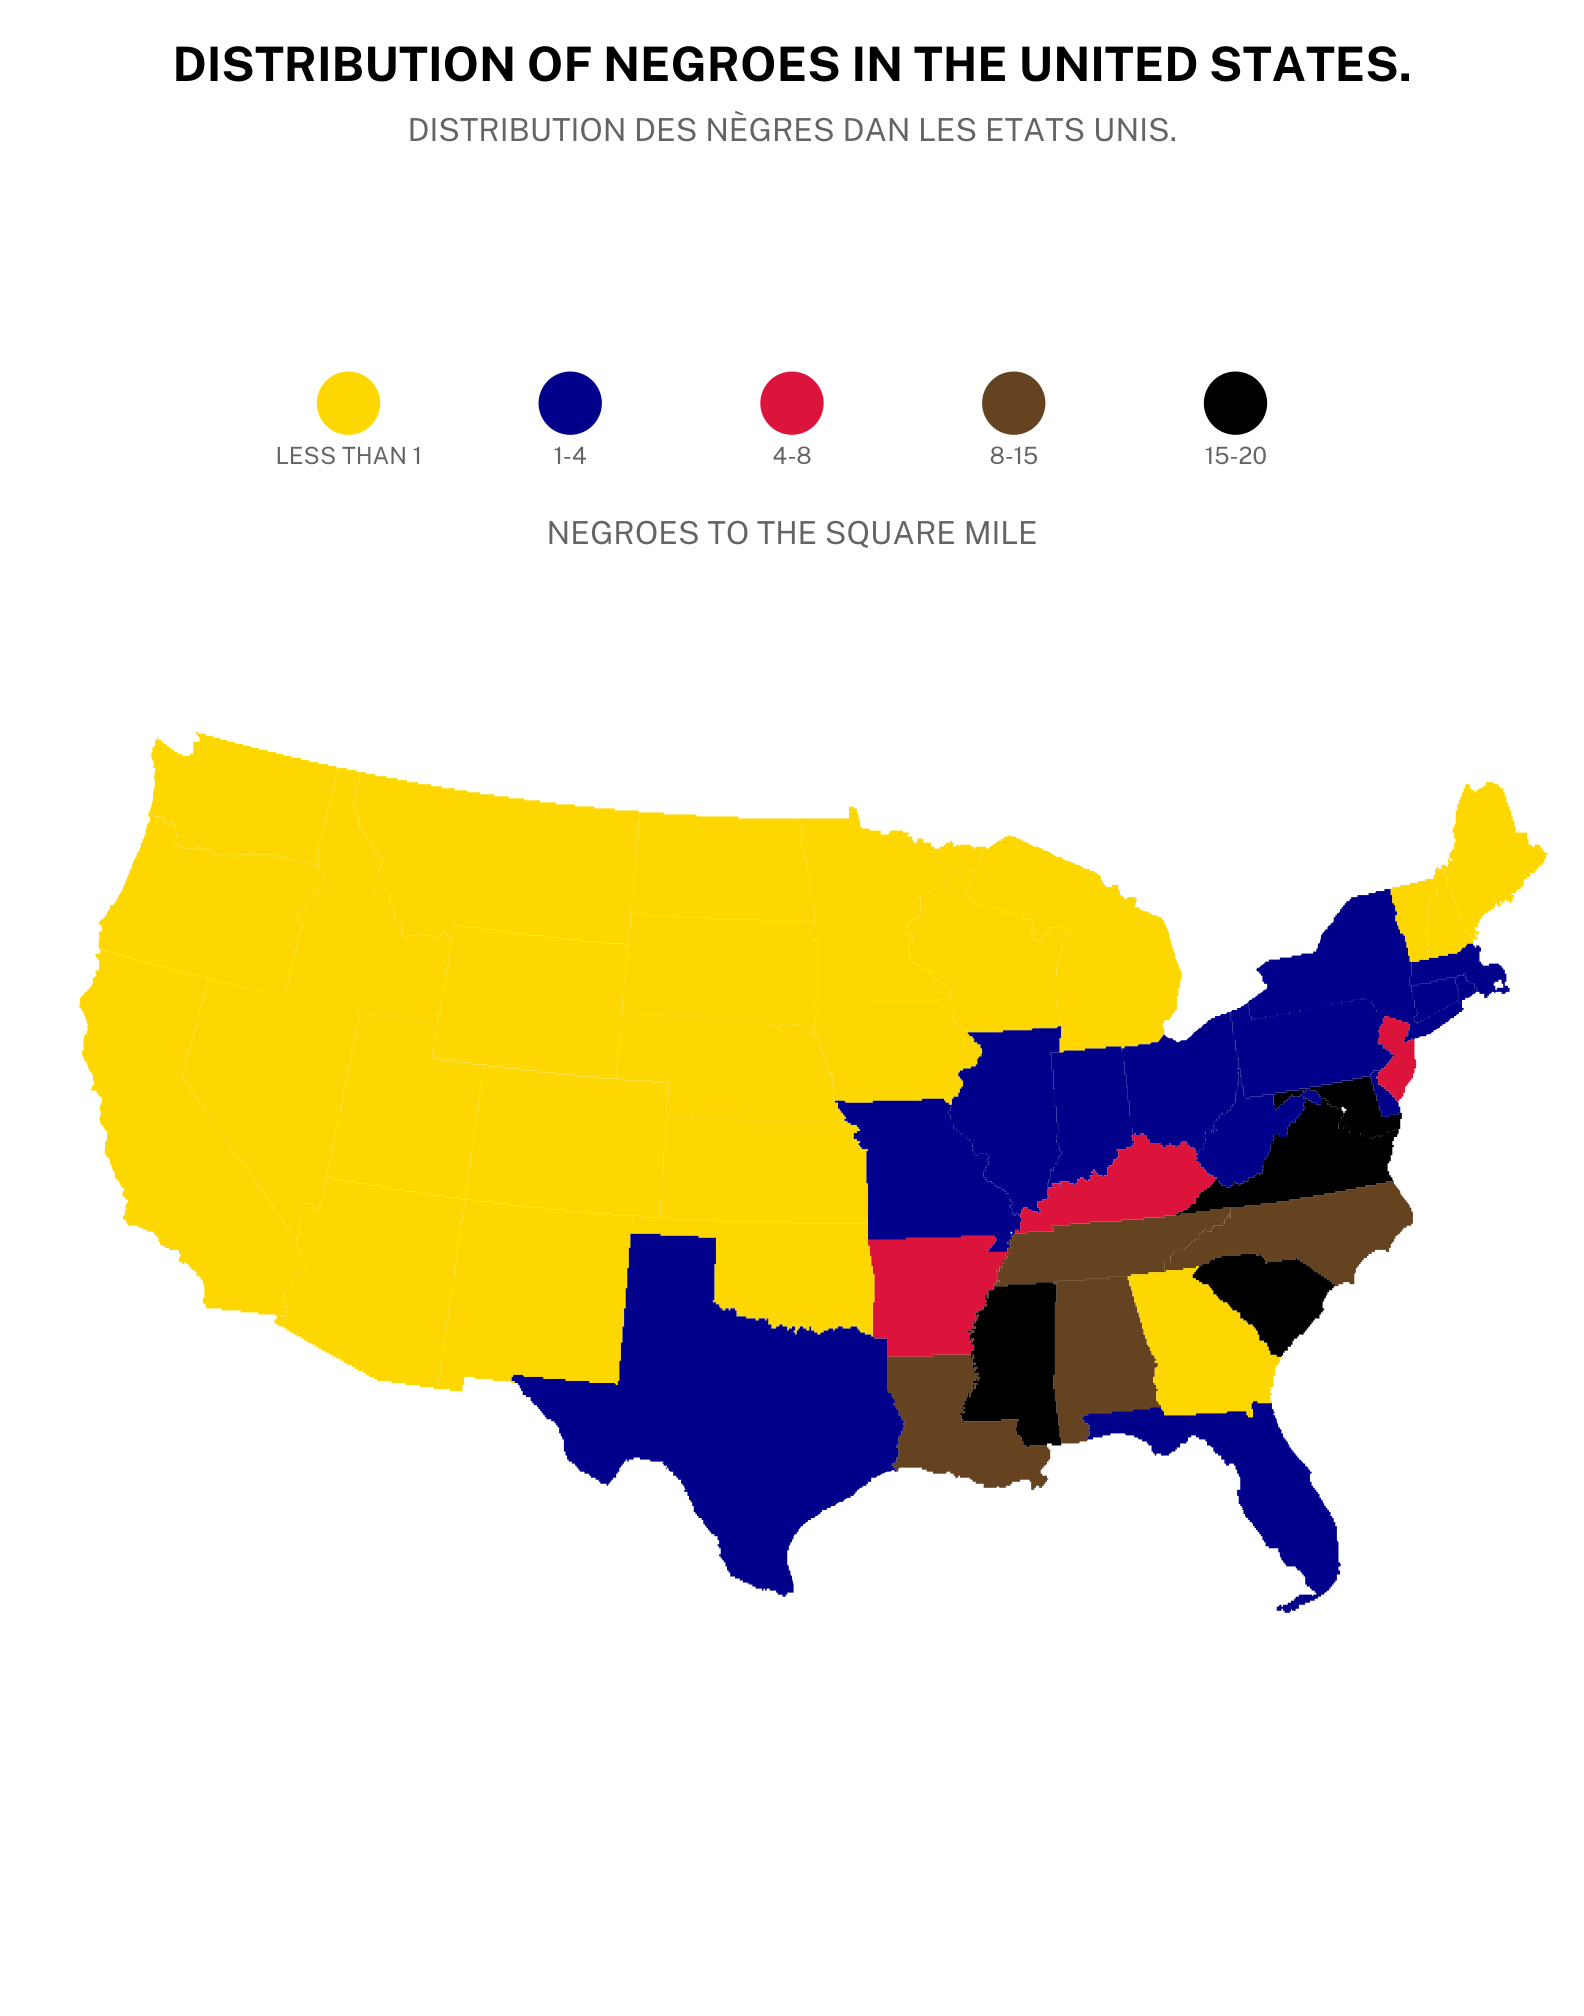 DISTRIBUTION OF NEGROES IN THE UNITED STATES.
DISTRIBUTION DES NÈGRES DAN LES ETATS UNIS.
LESS THAN 1
1-4
4-8
8-15
15-20
NEGROES TO THE SQUARE MILE